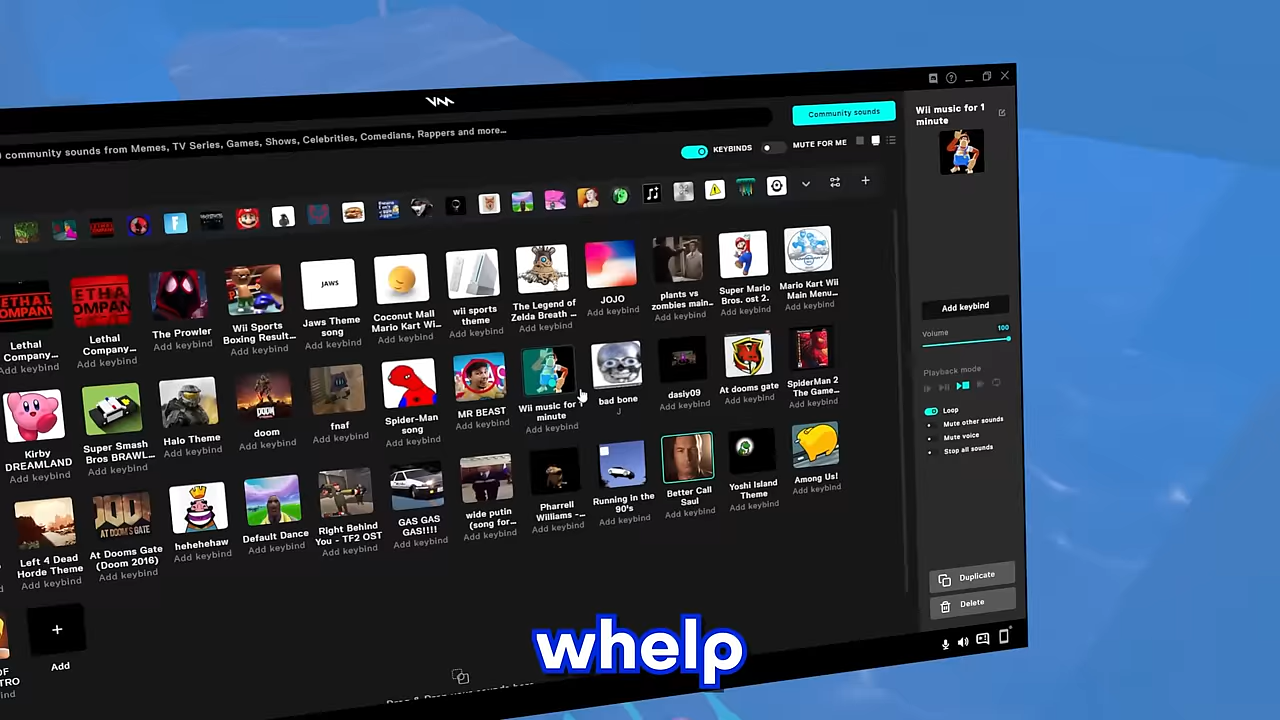 community sounds from Memes, TV Series, Games, Shows, Celebrities, Comedians, Rappers and more...
Community sounds
Wii music for 1
minute
KEYBINDS
MUTE FOR ME
Lethal
Company...
Add keybind
Lethal
Company...
Add keybind
The Prowler
Add keybind
Wii Sports
Boxing Result...
Add keybind
JAWS
Jaws Theme
song
Add keybind
Coconut Mall
Mario Kart Wi...
Add keybind
wii sports
theme
Add keybind
The Legend of
Zelda Breath ...
Add keybind
JOJO
Add keybind
plants vs
zombies main...
Add keybind
Super Mario
Bros. ost 2.
Add keybind
Mario Kart Wii
Main Menu...
Add keybind
Kirby
DREAMLAND
Add keybind
Super Smash
Bros BRAWL...
Add keybind
Halo Theme
Add keybind
DOOM
doom
Add keybind
fnaf
Add keybind
Spider-Man
song
Add keybind
MR BEAST
Add keybind
Wii music for 1
minute
Add keybind
bad bone
J
dasly09
Add keybind
At dooms gate
Add keybind
SpiderMan 2
The Game...
Add keybind
Left 4 Dead
Horde Theme
Add keybind
DOOM
AT DOOM'S GATE
At Dooms Gate
(Doom 2016)
Add keybind
hehehehaw
Add keybind
Default Dance
Add keybind
Right Behind
You - TF2 OST
Add keybind
GAS GAS
GAS!!!!
Add keybind
wide putin
(song for...
Add keybind
Pharrell
Williams -...
Add keybind
Running In the
90's
Add keybind
Better Call
Saul
Add keybind
Yoshi Island
Theme
Add keybind
Among Us!
Add keybind
Add
Add keybind
Volume
100
Playback mode
Loop
Mute other sounds
Mute voice
Stop all sounds
Duplicate
Delete
whelp